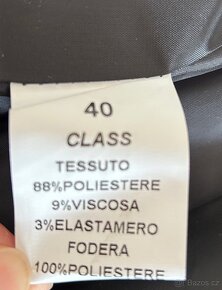 40
CLASS
TESSUTO
88%POLIESTERE
9%VISCOSA
3%ELASTAMERO
FODERA
100%POLIESTERE